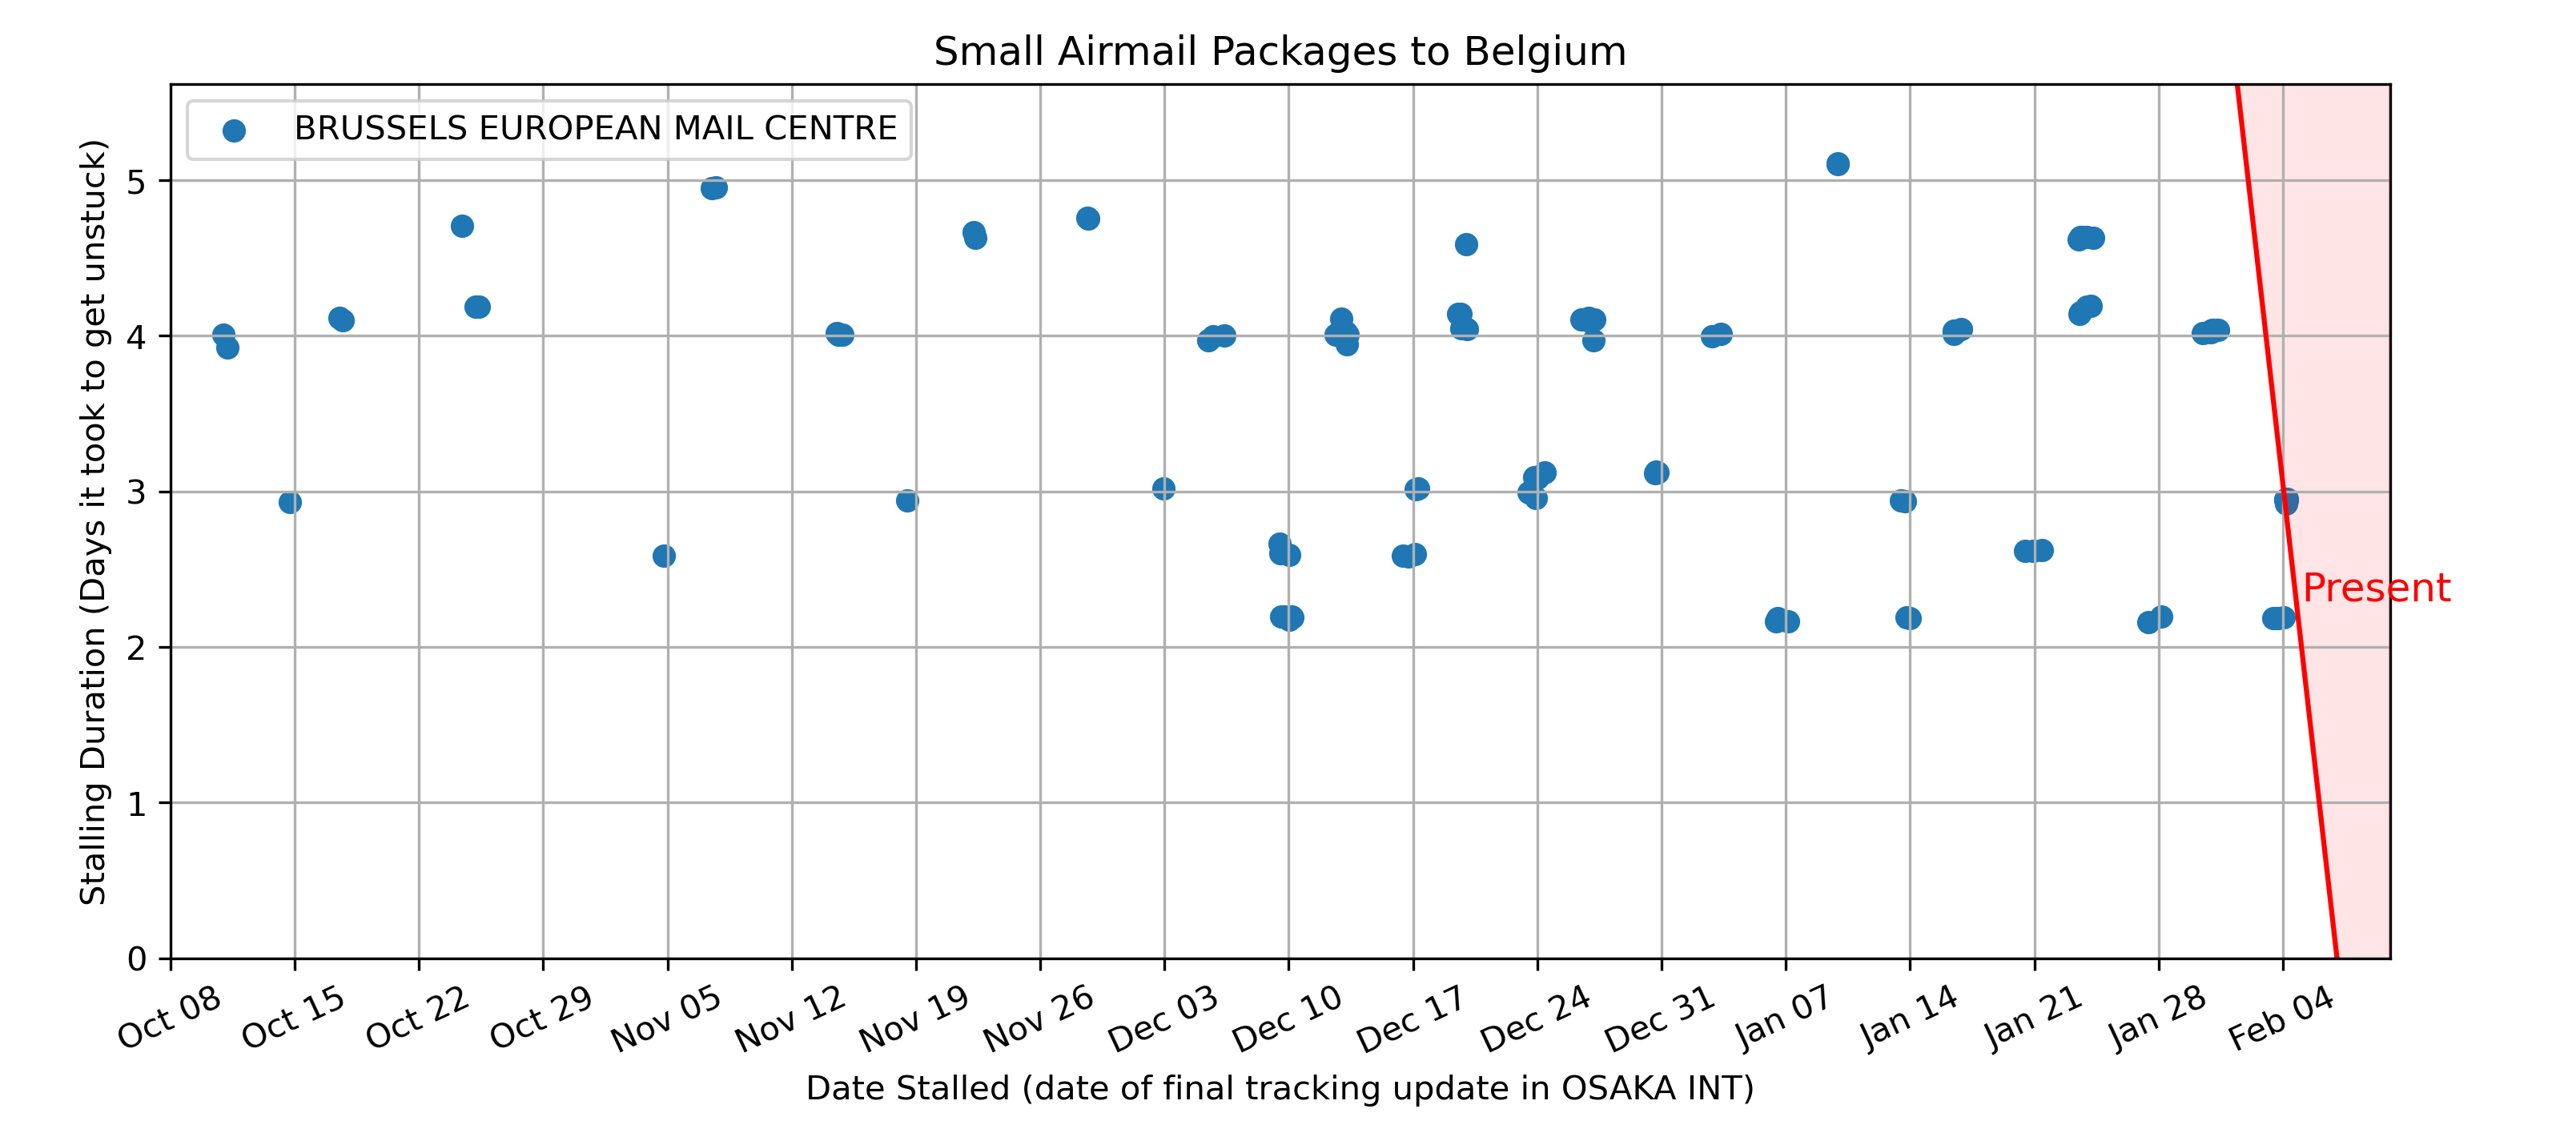 Small Airmail Packages to Belgium
BRUSSELS EUROPEAN MAIL CENTRE
Stalling Duration (Days it took to get unstuck)
5
4
3
2
1
0
Present
Oct 08
Oct 15
Oct 22
Oct 29
Nov 05
Nov 12
Nov 19
Nov 26
Dec 03
Dec 10
Dec 17
Dec 24
Dec 31
Jan 07
Jan 14
Jan 21
Jan 28
Feb 04
Date Stalled (date of final tracking update in OSAKA INT)